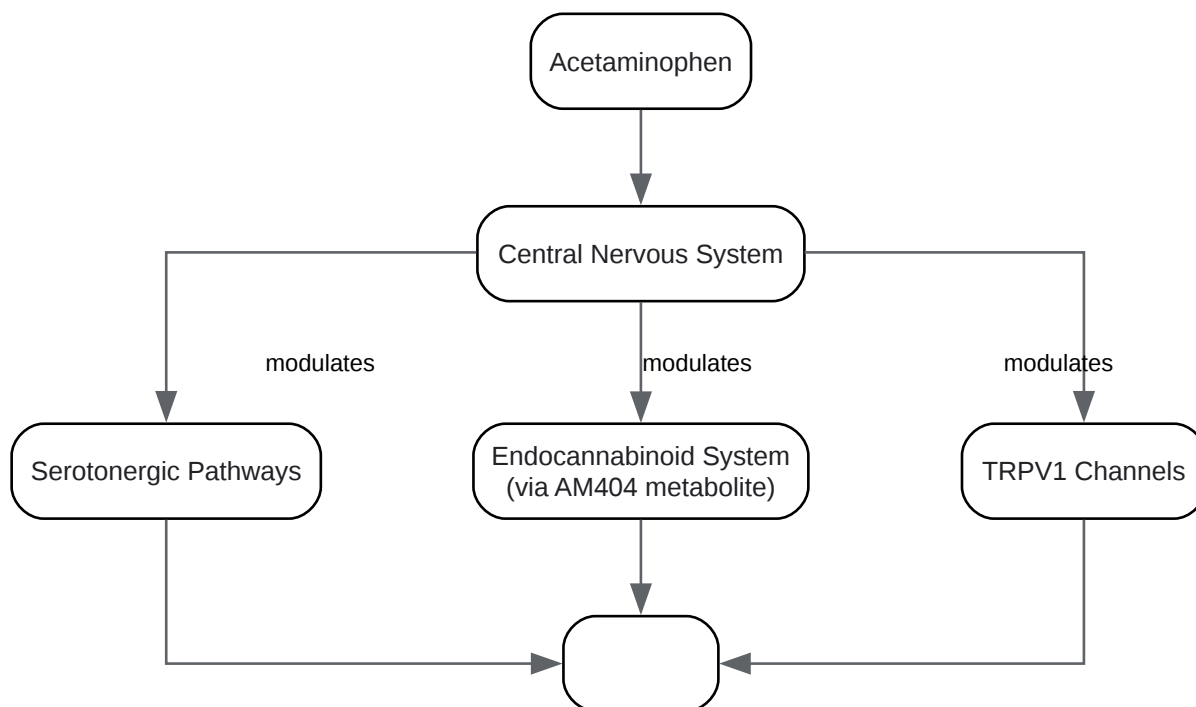 Acetaminophen
Central Nervous System
modulates
modulates
modulates
Serotonergic Pathways
Endocannabinoid System
(via AM404 metabolite)
TRPV1 Channels